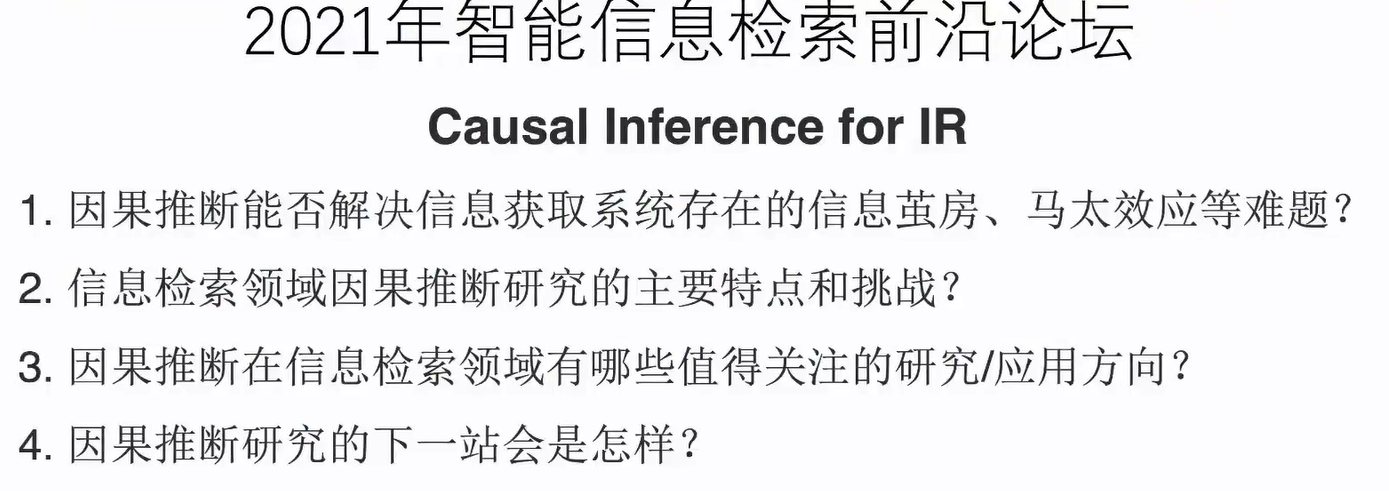 2021年智能信息检索前沿论坛
Causal Inference for IR
1. 因果推断能否解决信息获取系统存在的信息茧房、马太效应等难题？
2. 信息检索领域因果推断研究的主要特点和挑战？
3. 因果推断在信息检索领域有哪些值得关注的研究/应用方向？
4. 因果推断研究的下一站会是怎样？